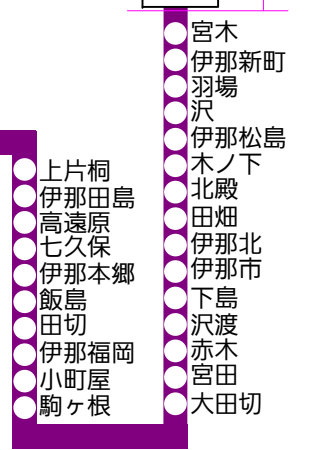 宮木
伊那新町
羽場
沢
伊那松島
木ノ下
北殿
田畑
伊那北
伊那市
下島
沢渡
赤木
宮田
大田切
上片桐
伊那田島
高遠原
七久保
伊那本郷
飯島
田切
伊那福岡
小町屋
駒ヶ根